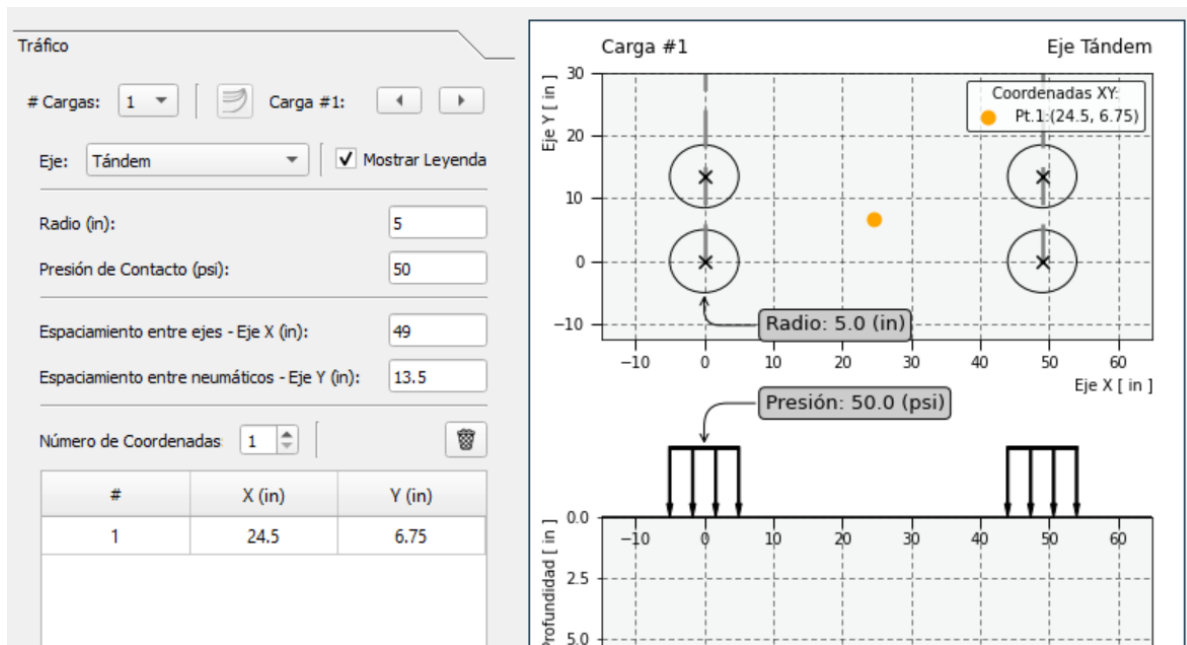 Tráfico
# Cargas: 1 Carga #1:
Eje: Tándem Mostrar Leyenda
Radio (in): 5
Presión de Contacto (psi): 50
Espaciamiento entre ejes - Eje X (in): 49
Espaciamiento entre neumáticos - Eje Y (in): 13.5
Número de Coordenadas 1
# X (in) Y (in)
1 24.5 6.75
Carga #1 Eje Tándem
Eje Y [ in ]
30
20
10
0
−10
Coordenadas XY:
Pt.1:(24.5, 6.75)
Radio: 5.0 (in)
−10 0 10 20 30 40 50 60
Eje X [ in ]
Presión: 50.0 (psi)
0.0
−10 0 10 20 30 40 50 60
Profundidad [ in ]
2.5
5.0